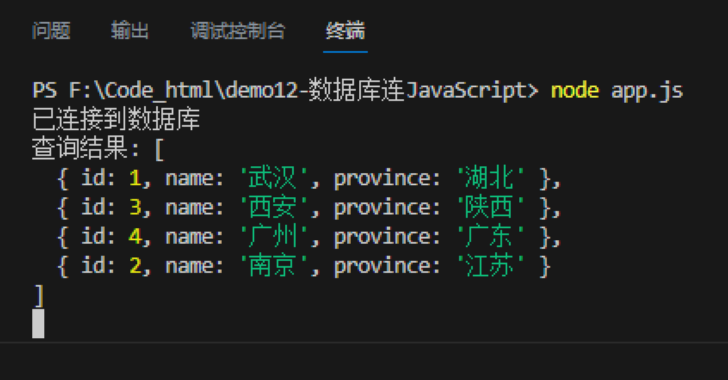 问题 输出 调试控制台 终端
PS F:\Code_html\demo12-数据库连JavaScript> node app.js
已连接到数据库
查询结果: [
  { id: 1, name: '武汉', province: '湖北' },
  { id: 3, name: '西安', province: '陕西' },
  { id: 4, name: '广州', province: '广东' },
  { id: 2, name: '南京', province: '江苏' }
]